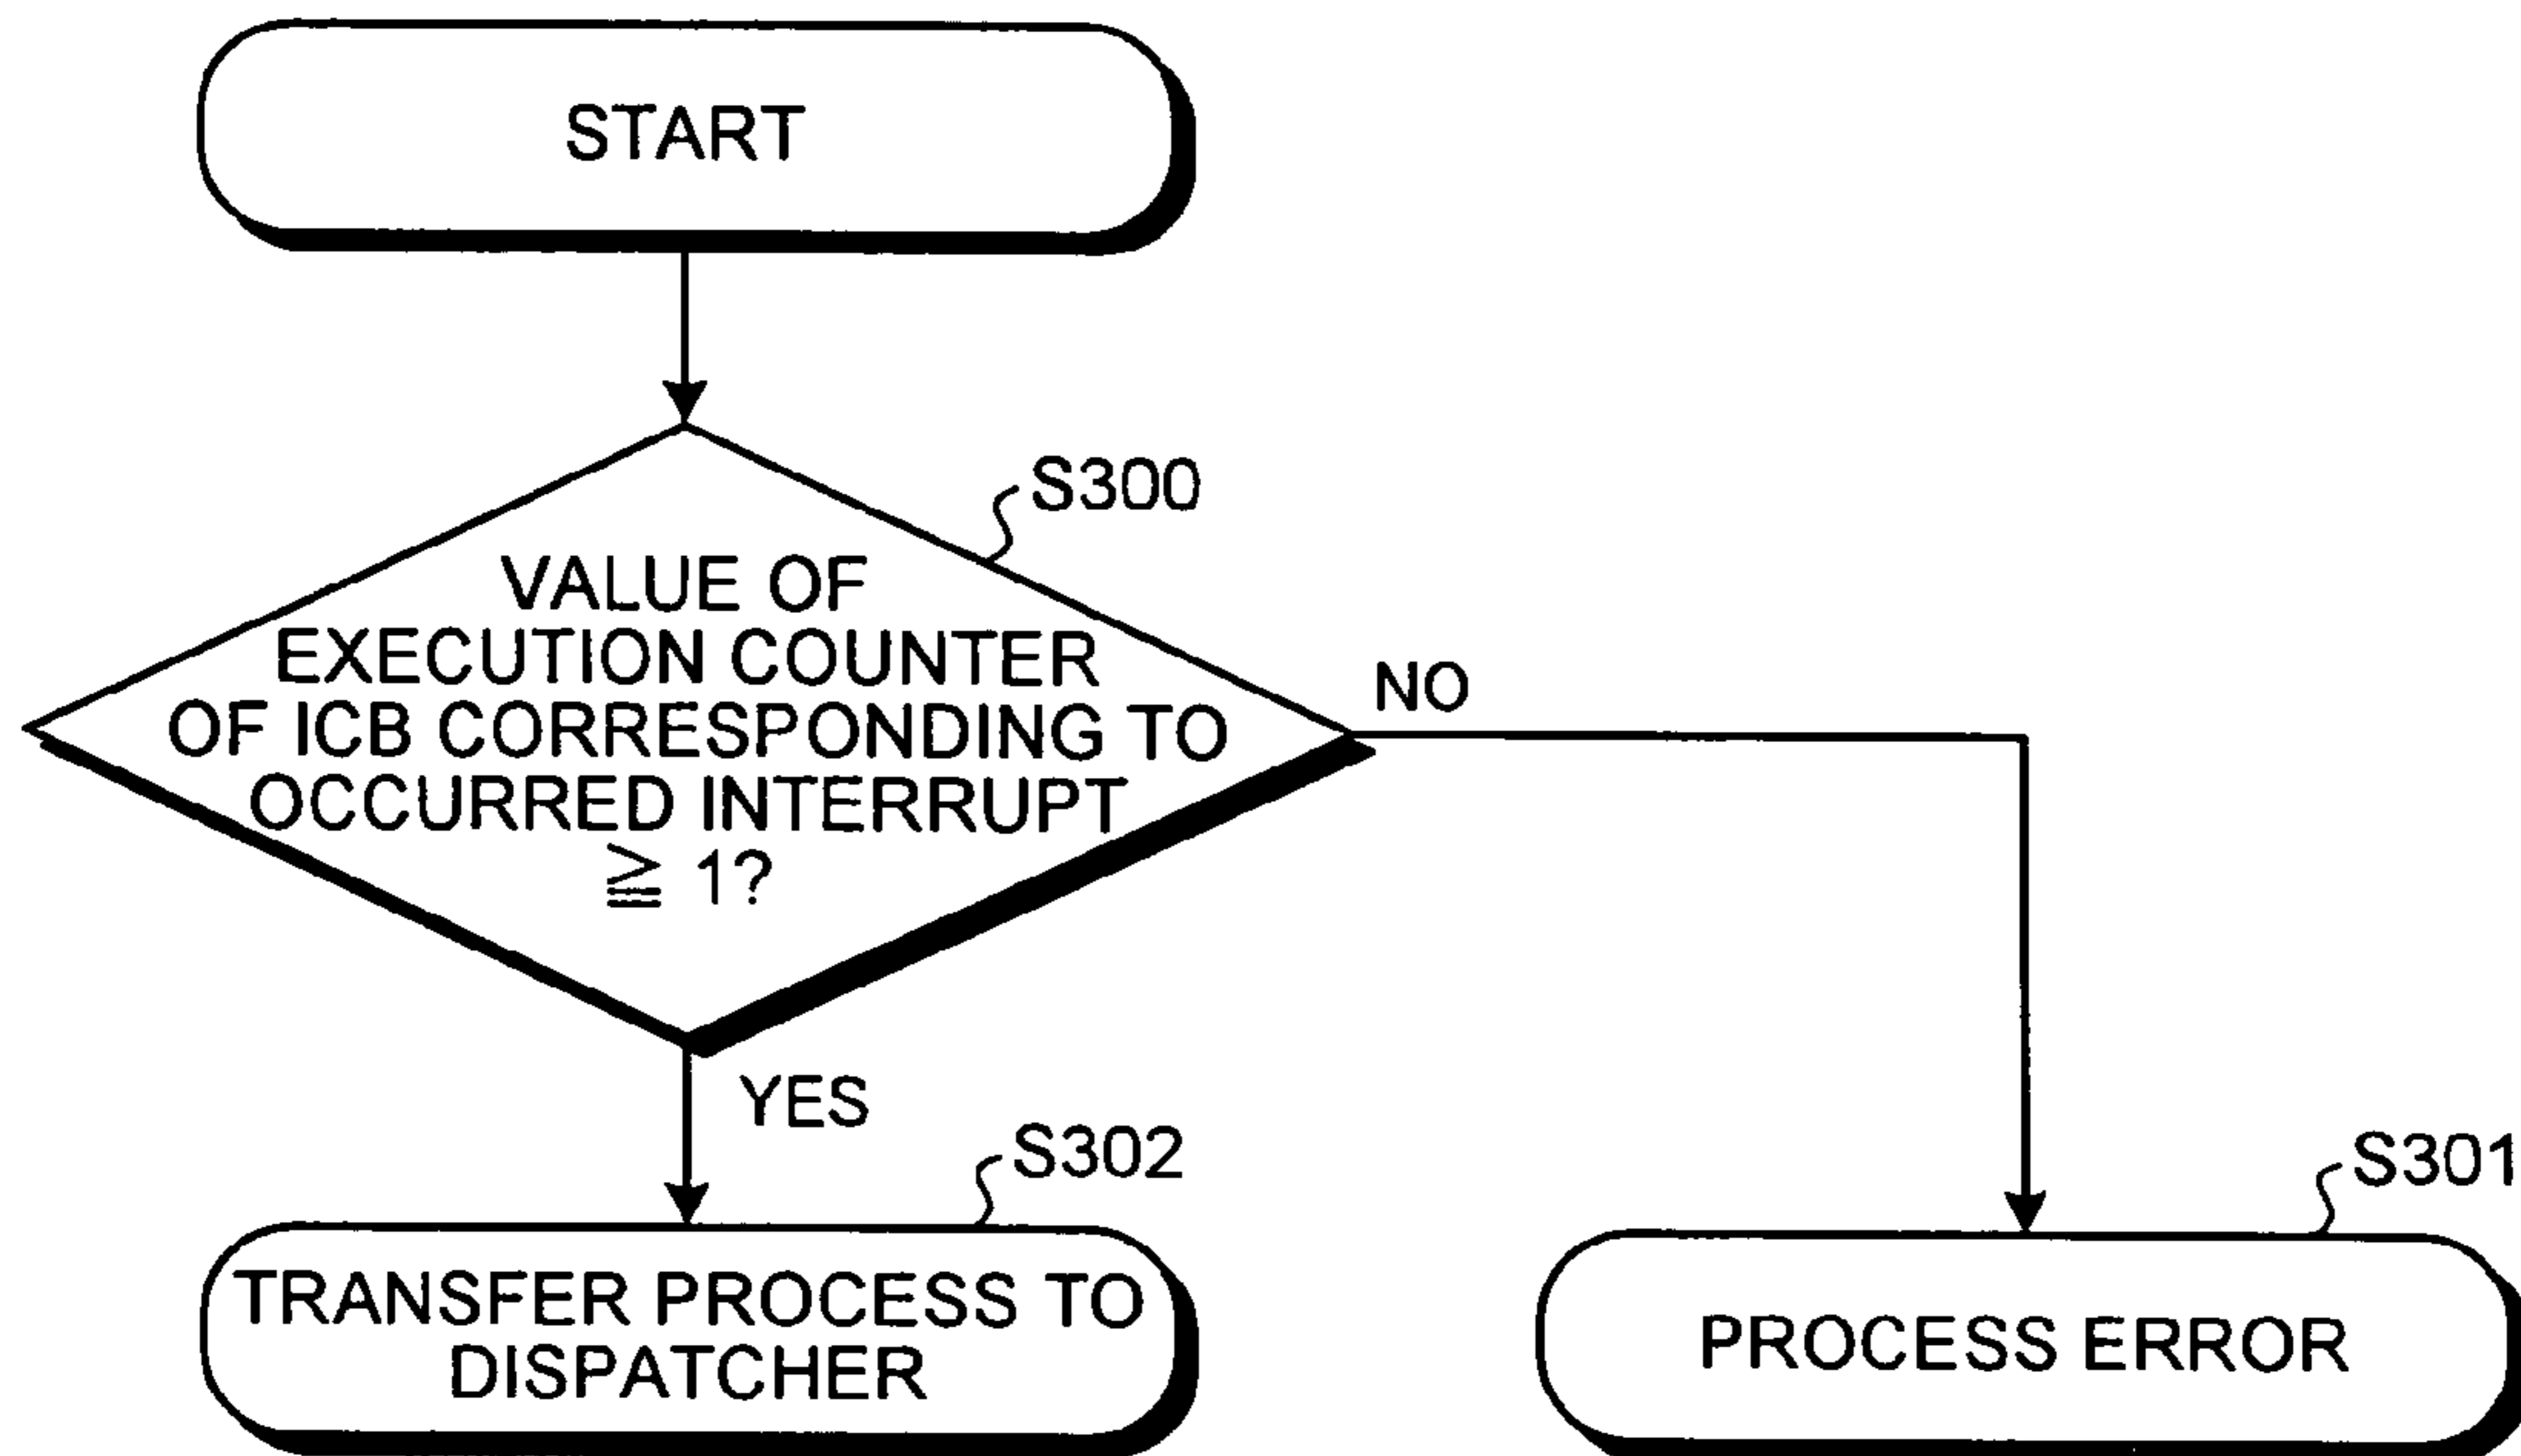 START
S300
VALUE OF
EXECUTION COUNTER
OF ICB CORRESPONDING TO
OCCURRED INTERRUPT
≧ 1?
NO
YES
S302
TRANSFER PROCESS TO
DISPATCHER
S301
PROCESS ERROR